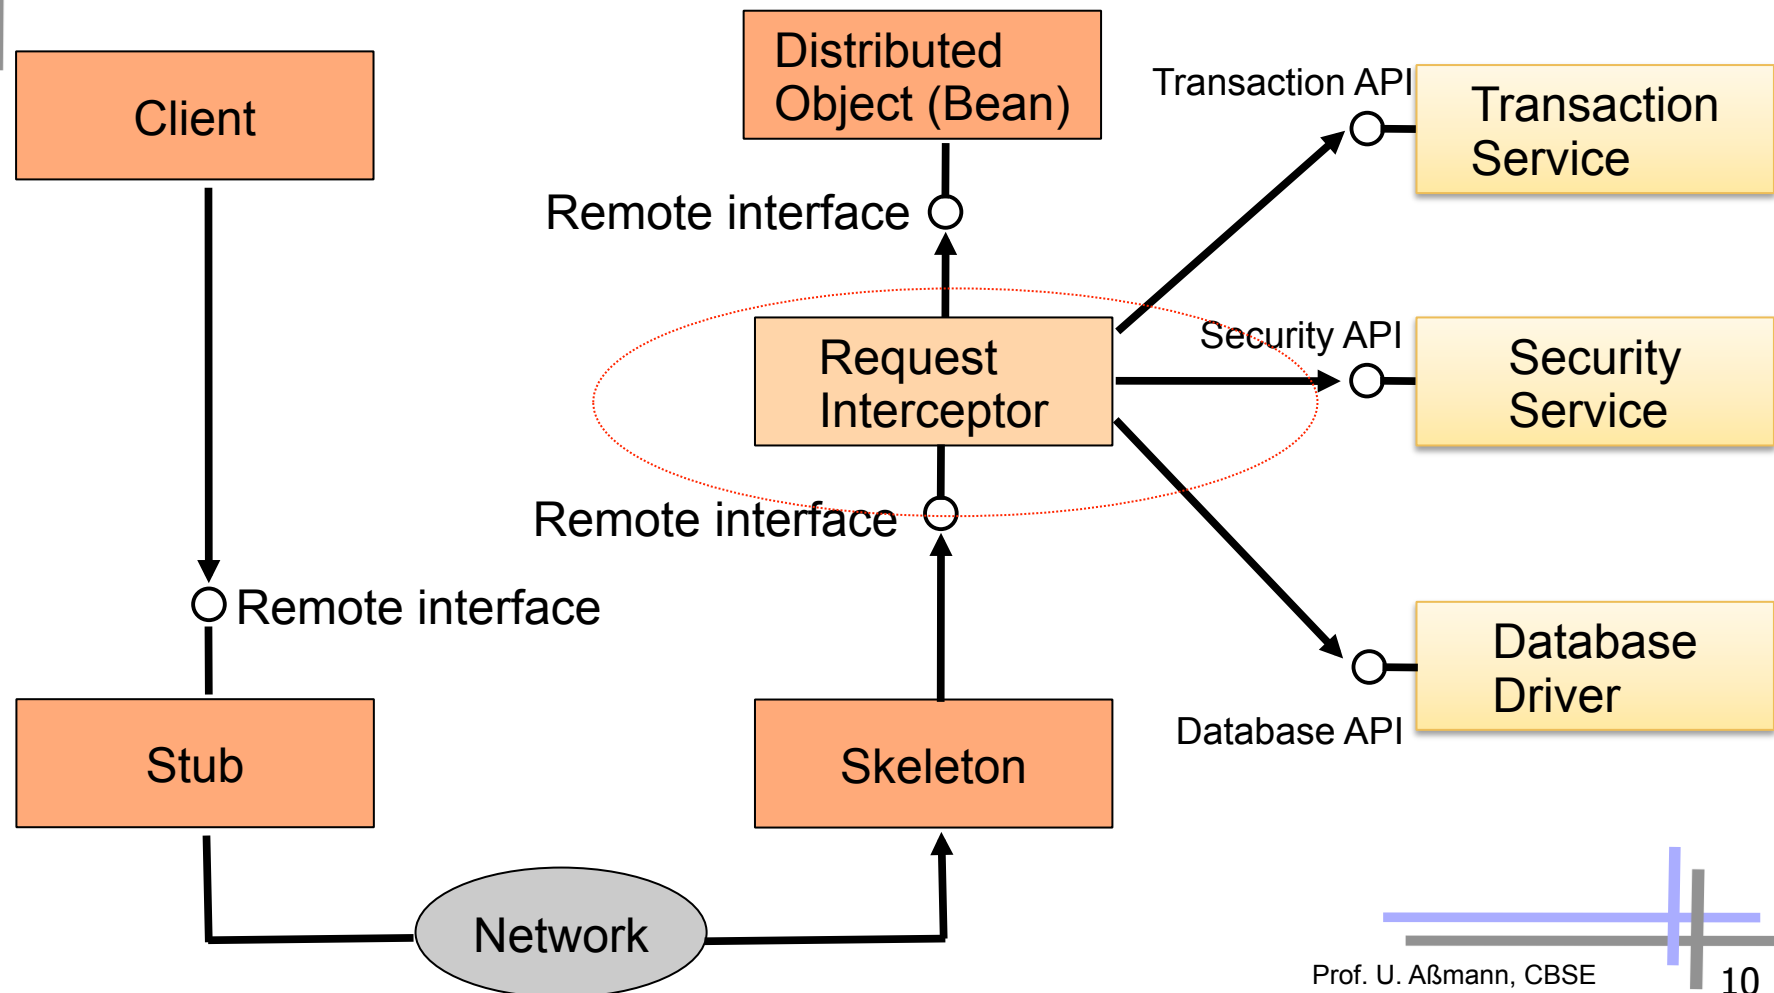 Client
Distributed
Object (Bean)
Transaction API
Transaction
Service
Remote interface
Request
Interceptor
Security API
Security
Service
Remote interface
Remote interface
Database
Driver
Database API
Stub
Skeleton
Network
Prof. U. Aßmann, CBSE
10